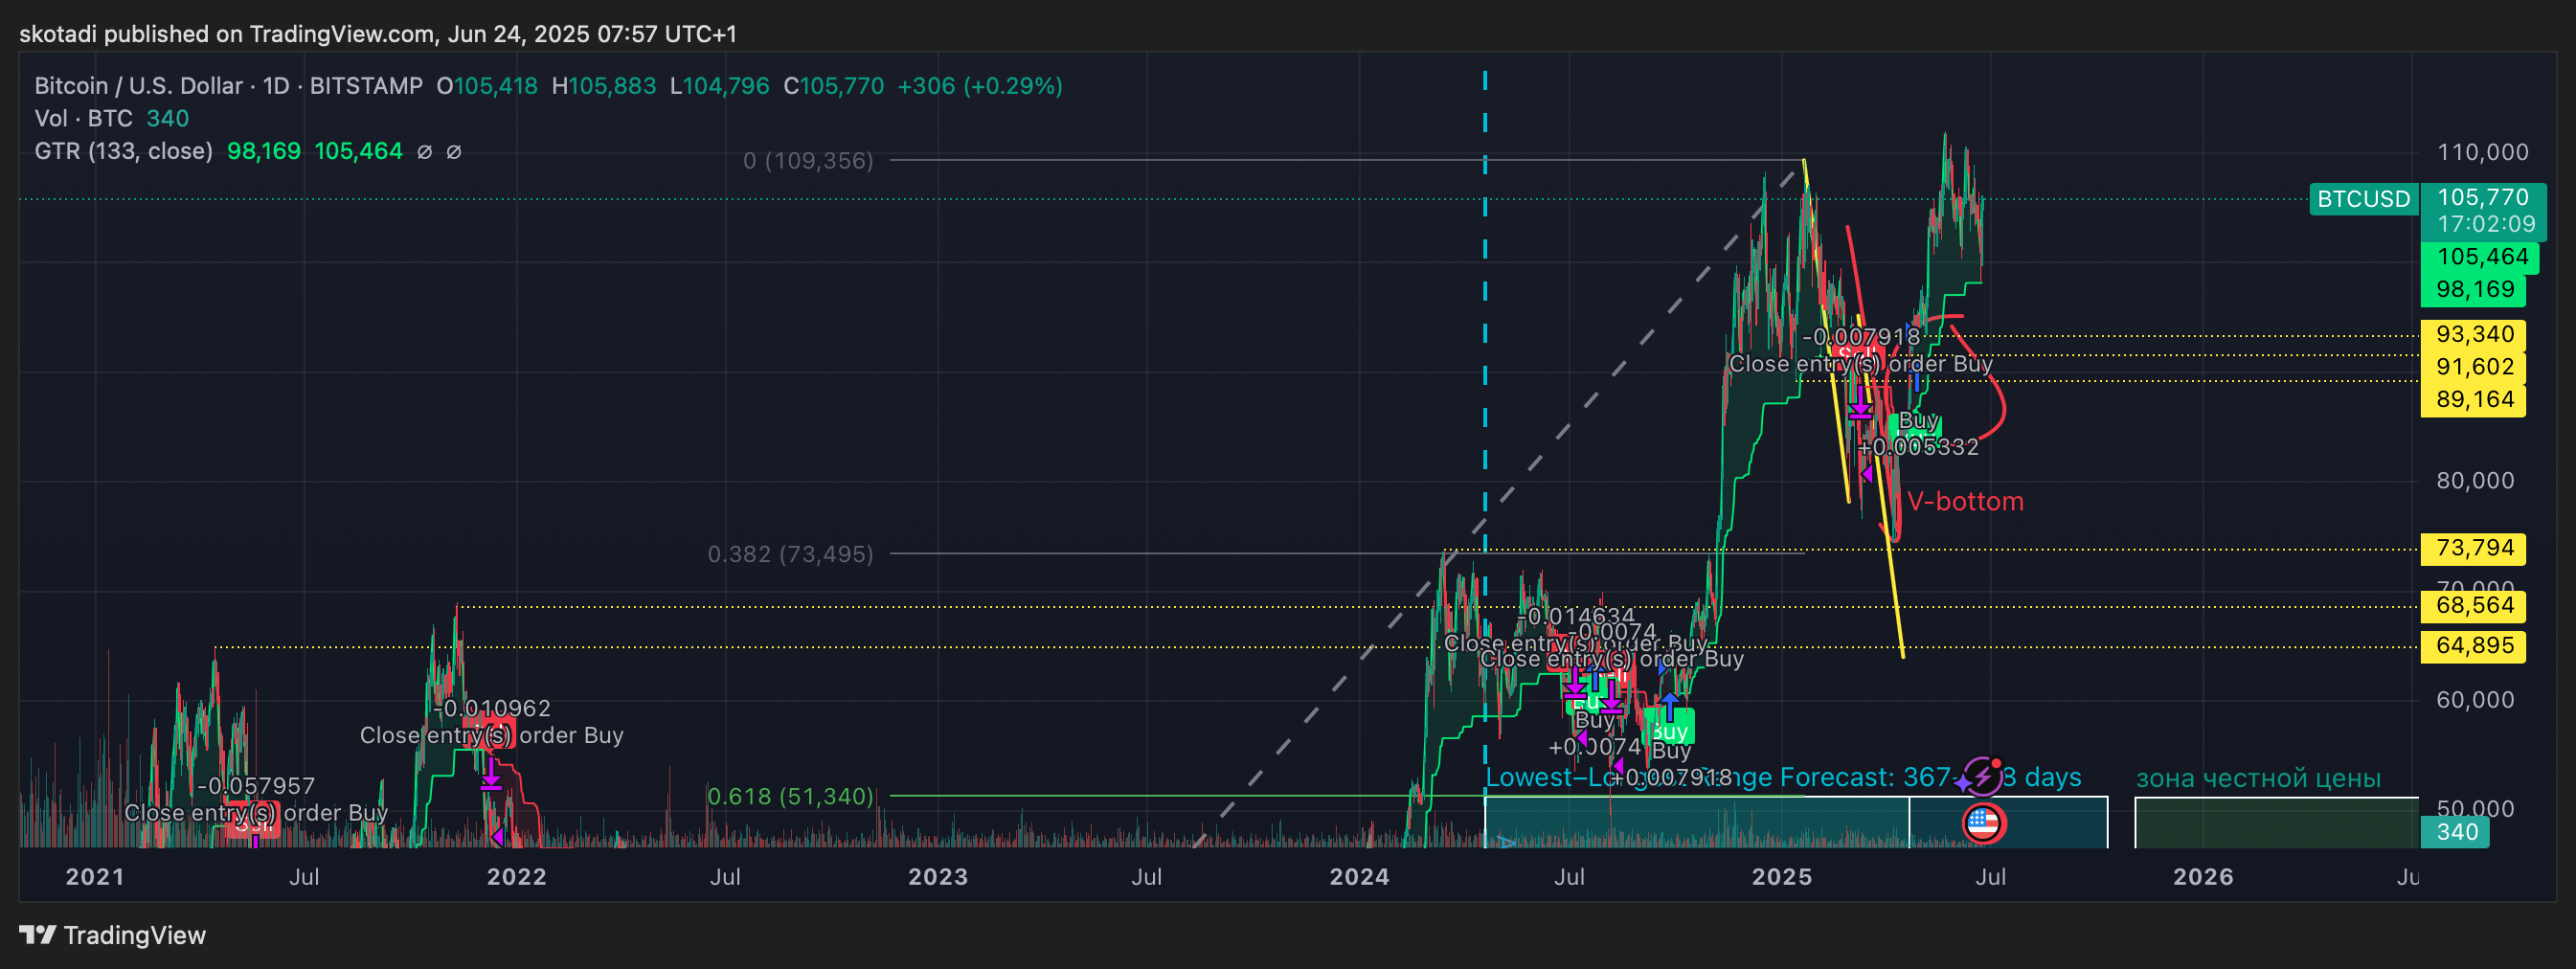 skotadi published on TradingView.com, Jun 24, 2025 07:57 UTC+1
Bitcoin / U.S. Dollar · 1D · BITSTAMP O105,418 H105,883 L104,796 C105,770 +306 (+0.29%)
Vol · BTC 340
GTR (133, close) 98,169 105,464 ∅ ∅
0 (109,356)
110,000
BTCUSD 105,770
17:02:09
105,464
98,169
93,340
91,602
89,164
-0.007918
Close entry(s) order Buy
Buy
+0.005332
80,000
V-bottom
0.382 (73,495)
73,794
70,000
68,564
64,895
-0.014634
-0.0074
Close entry(s) order Buy
Close entry(s) order Buy
60,000
-0.010962
Close entry(s) order Buy
Buy
Buy
Buy
+0.0074
+0.007918
-0.057957
Close entry(s) order Buy
Sell
Range Forecast: 367
days
зона честной цены
0.618 (51,340)
50,000
340
2021 Jul 2022 Jul 2023 Jul 2024 Jul 2025 Jul 2026
TradingView